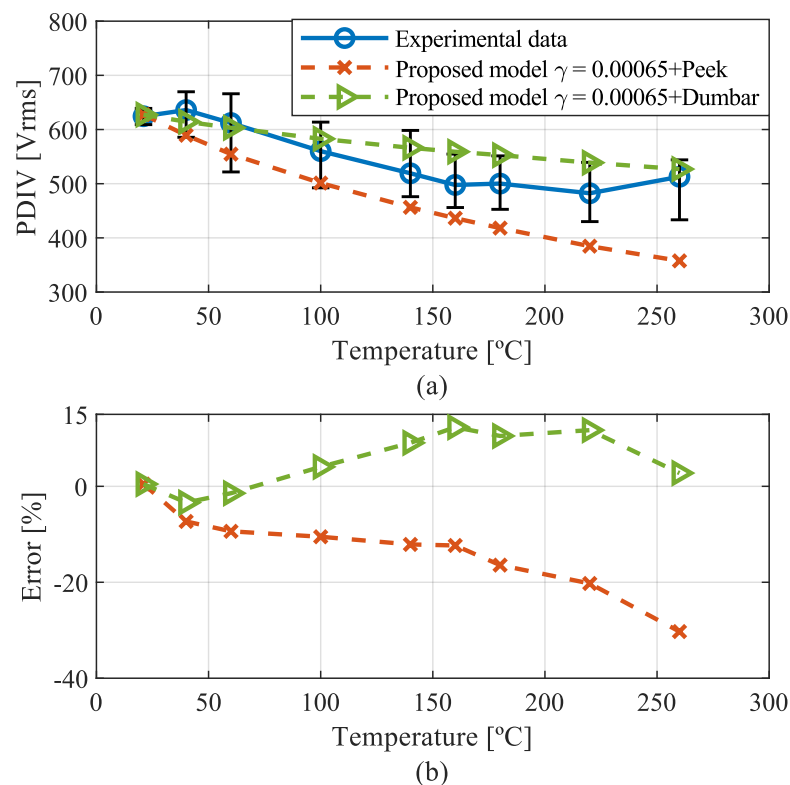 800
700
600
500
400
300
PDIV [Vrms]
Experimental data
Proposed model γ = 0.00065+Peek
Proposed model γ = 0.00065+Dumbar
0 50 100 150 200 250 300
Temperature [ºC]
(a)
15
0
-20
-40
Error [%]
0 50 100 150 200 250 300
Temperature [ºC]
(b)